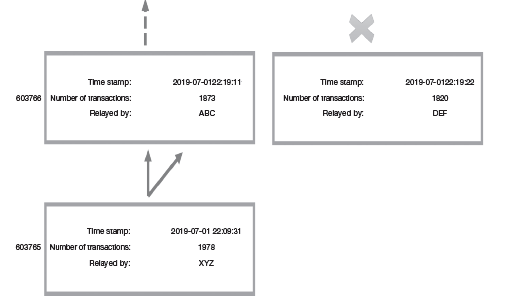 Time stamp: 2019-07-0122:19:11
603766 Number of transactions: 1873
Relayed by: ABC
Time stamp: 2019-07-0122:19:22
Number of transactions: 1820
Relayed by: DEF
Time stamp: 2019-07-01 22:09:31
603765 Number of transactions: 1978
Relayed by: XYZ